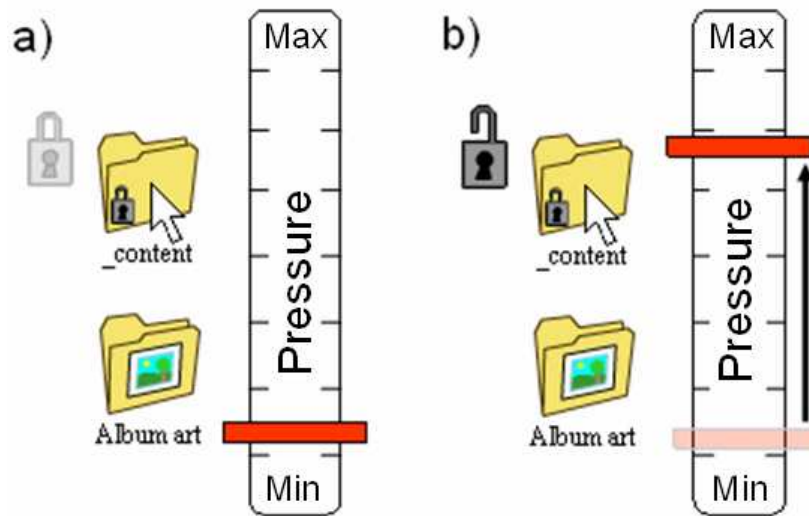 a)
Max
Pressure
Min
_content
Album art
b)
Max
Pressure
Min
_content
Album art